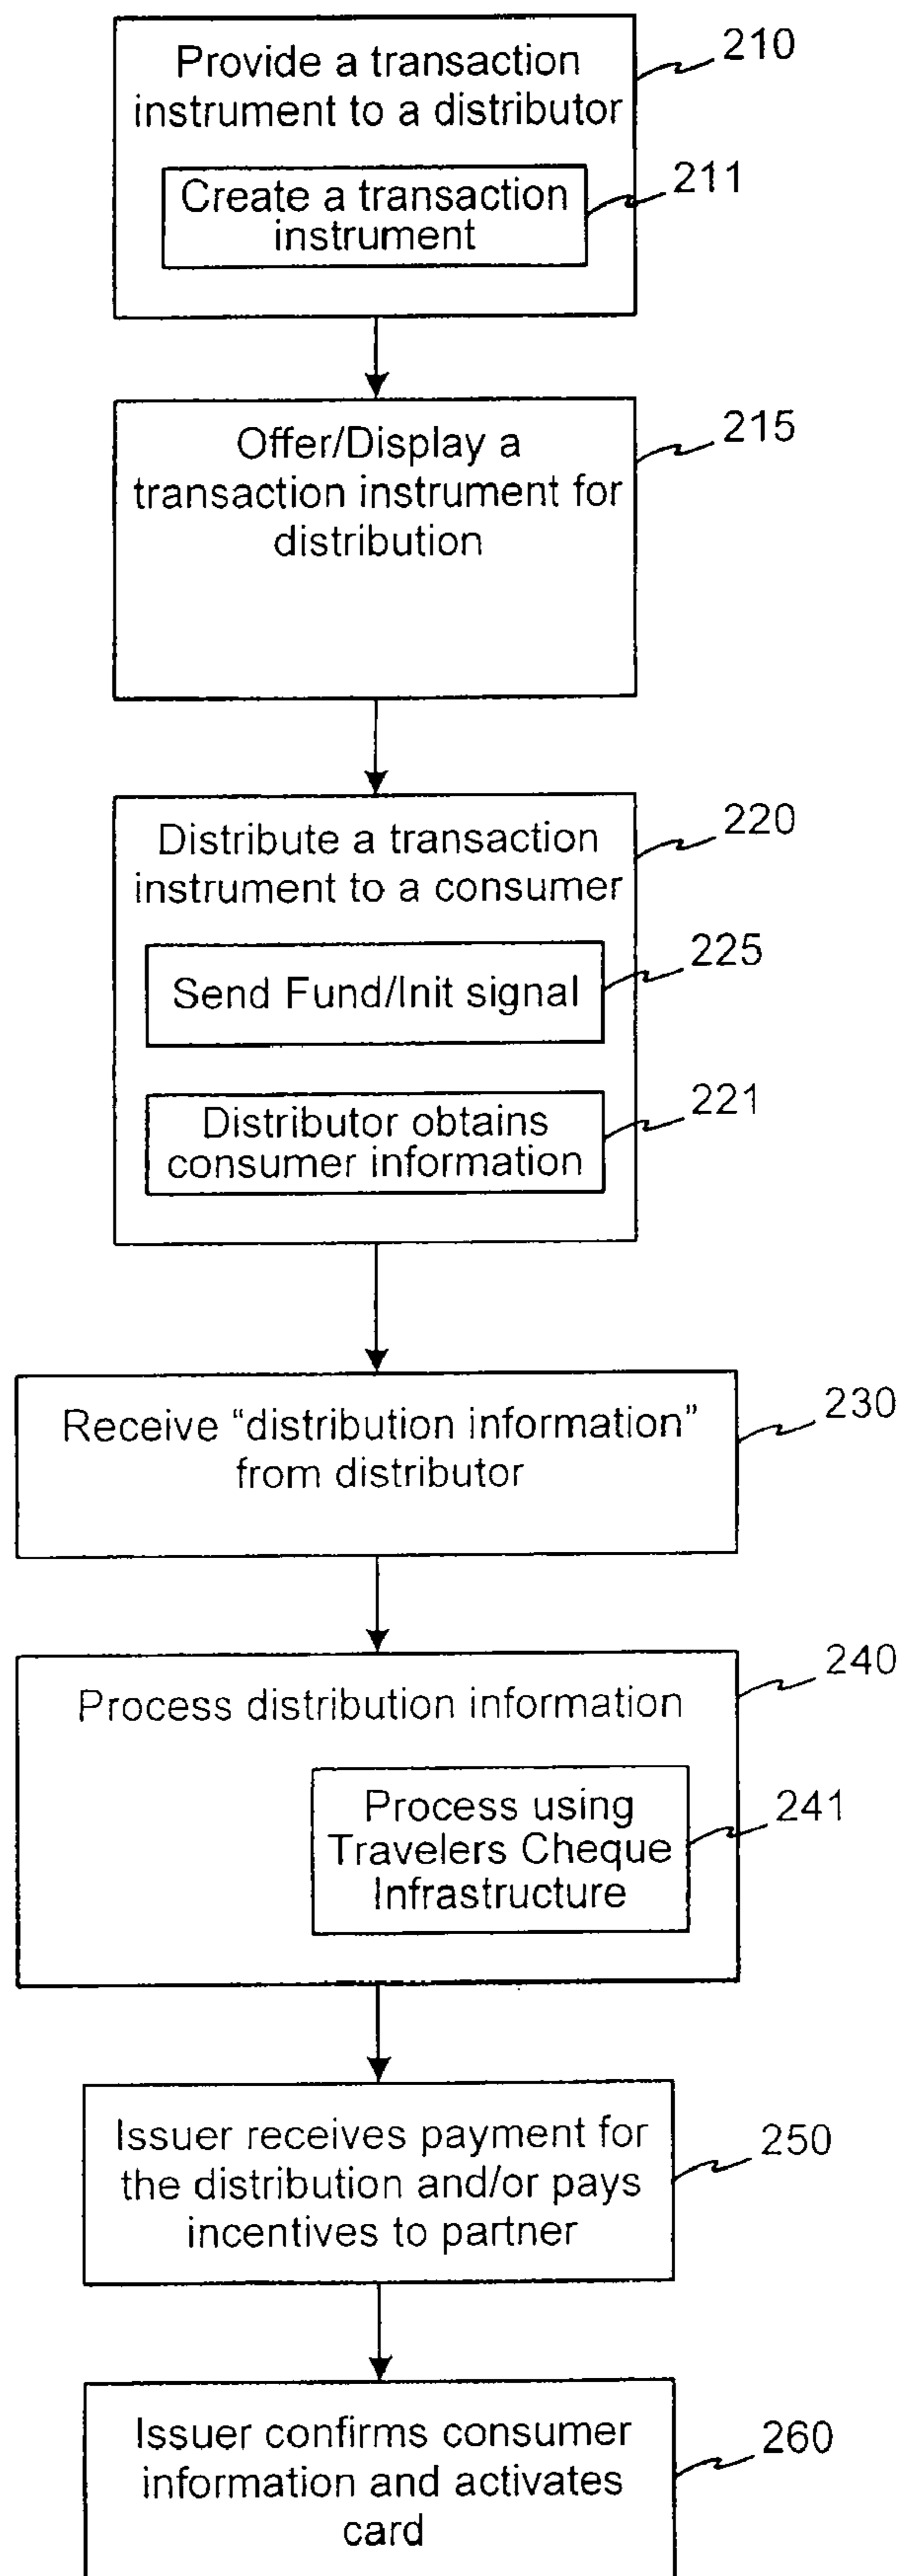 Provide a transaction
instrument to a distributor
210
Create a transaction
instrument
211
Offer/Display a
transaction instrument for
distribution
215
Distribute a transaction
instrument to a consumer
220
Send Fund/Init signal
225
Distributor obtains
consumer information
221
Receive “distribution information”
from distributor
230
Process distribution information
240
Process using
Travelers Cheque
Infrastructure
241
Issuer receives payment for
the distribution and/or pays
incentives to partner
250
Issuer confirms consumer
information and activates
card
260